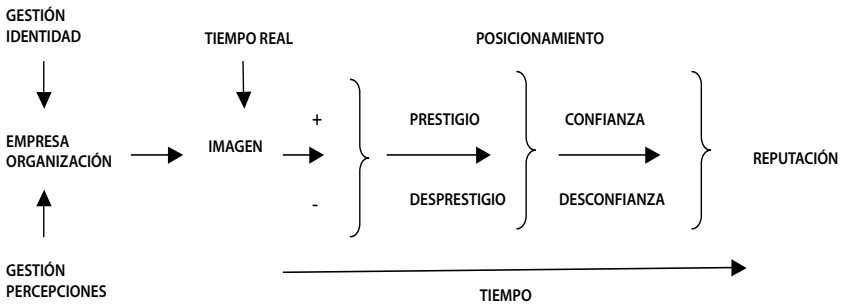 GESTIÓN
IDENTIDAD
TIEMPO REAL
POSICIONAMIENTO
+
PRESTIGIO
CONFIANZA
EMPRESA
ORGANIZACIÓN
IMAGEN
REPUTACIÓN
-
DESPRESTIGIO
DESCONFIANZA
GESTIÓN
PERCEPCIONES
TIEMPO